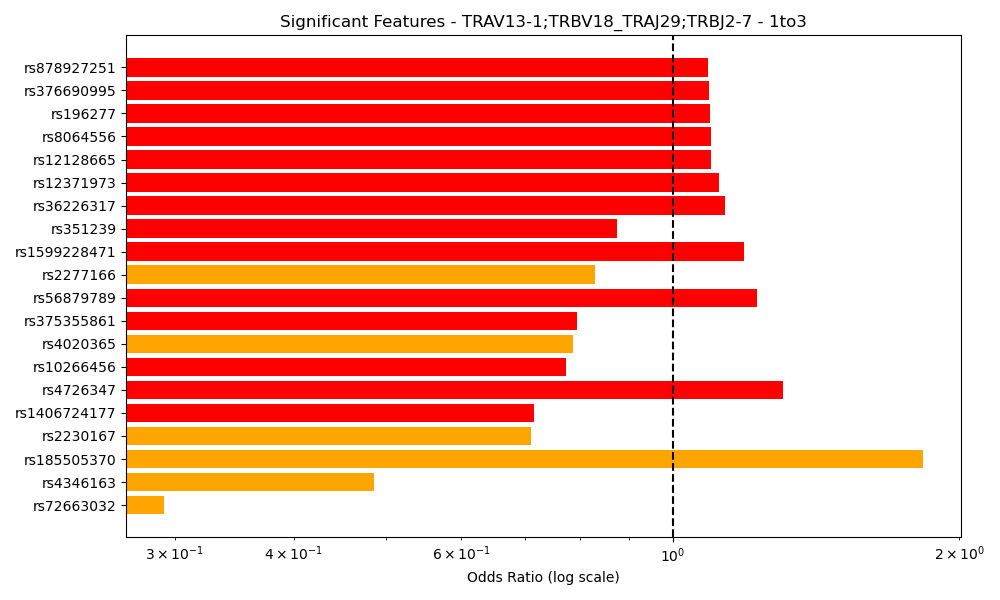 Significant Features - TRAV13-1;TRBV18_TRAJ29;TRBJ2-7 - 1to3
rs878927251
rs376690995
rs196277
rs8064556
rs12128665
rs12371973
rs36226317
rs351239
rs1599228471
rs2277166
rs56879789
rs375355861
rs4020365
rs10266456
rs4726347
rs1406724177
rs2230167
rs185505370
rs4346163
rs72663032
3 × 10⁻¹ 4 × 10⁻¹ 6 × 10⁻¹ 10⁰ 2 × 10⁰
Odds Ratio (log scale)